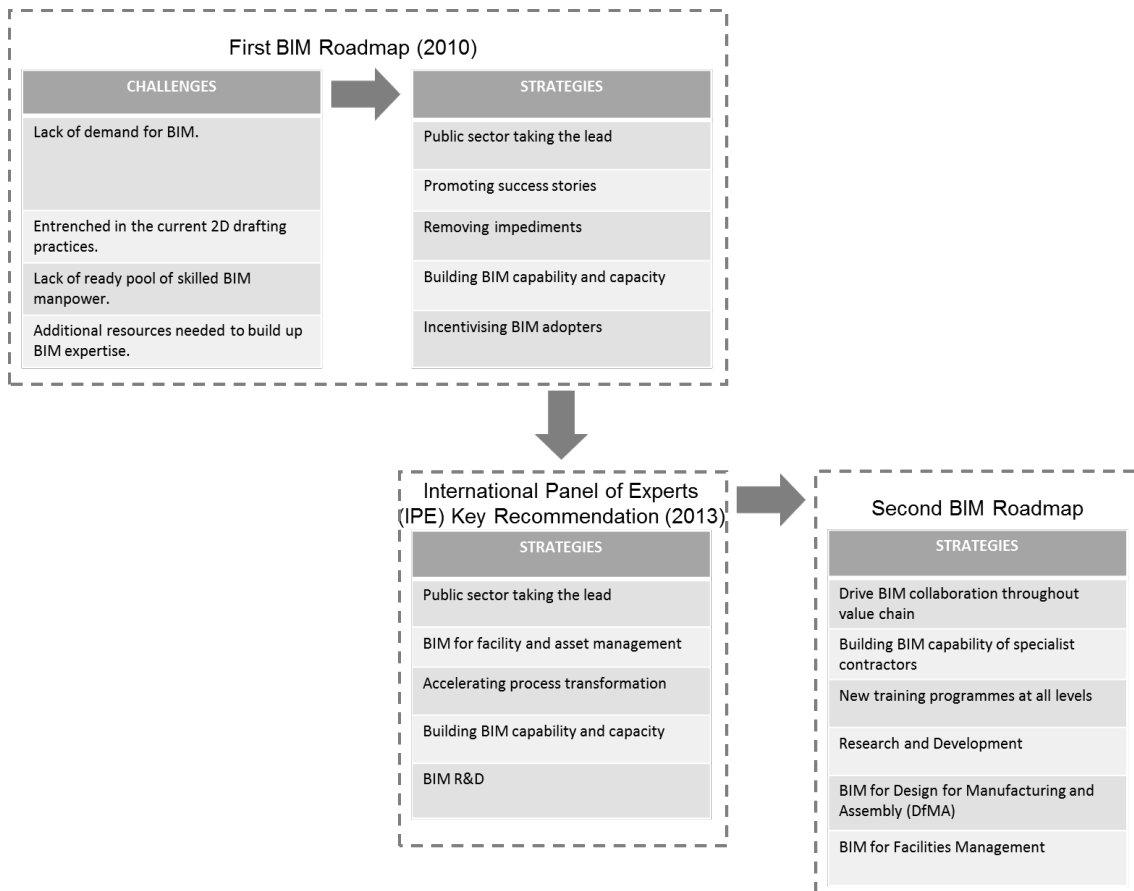 First BIM Roadmap (2010)
CHALLENGES
Lack of demand for BIM.
Entrenched in the current 2D drafting
practices.
Lack of ready pool of skilled BIM
manpower.
Additional resources needed to build up
BIM expertise.
STRATEGIES
Public sector taking the lead
Promoting success stories
Removing impediments
Building BIM capability and capacity
Incentivising BIM adopters
International Panel of Experts
(IPE) Key Recommendation (2013)
STRATEGIES
Public sector taking the lead
BIM for facility and asset management
Accelerating process transformation
Building BIM capability and capacity
BIM R&D
Second BIM Roadmap
STRATEGIES
Drive BIM collaboration throughout
value chain
Building BIM capability of specialist
contractors
New training programmes at all levels
Research and Development
BIM for Design for Manufacturing and
Assembly (DfMA)
BIM for Facilities Management